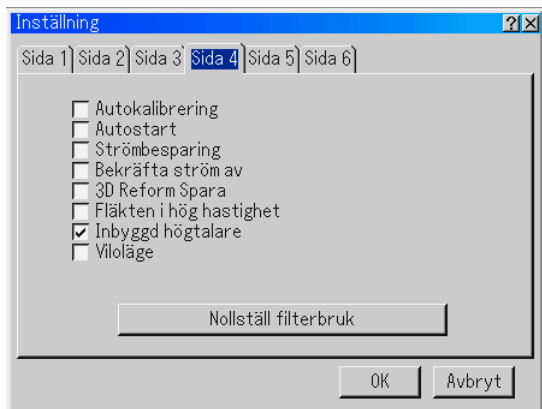 Inställning
Sida 1 Sida 2 Sida 3 Sida 4 Sida 5 Sida 6
Autokalibrering
Autostart
Strömbesparing
Bekräfta ström av
3D Reform Spara
Fläkten i hög hastighet
Inbyggd högtalare
Viloläge
Nollställ filterbruk
OK Avbryt